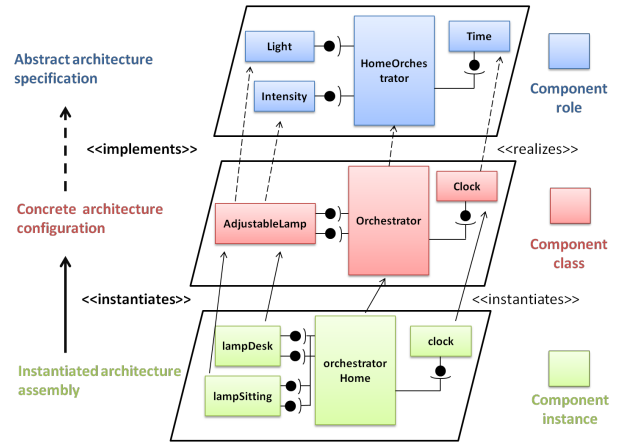 Abstract architecture
specification
Light
Intensity
HomeOrches
trator
Time
Component
role
<<implements>>
<<realizes>>
Concrete architecture
configuration
AdjustableLamp
Orchestrator
Clock
Component
class
<<instantiates>>
<<instantiates>>
Instantiated architecture
assembly
lampDesk
lampSitting
orchestrator
Home
clock
Component
instance